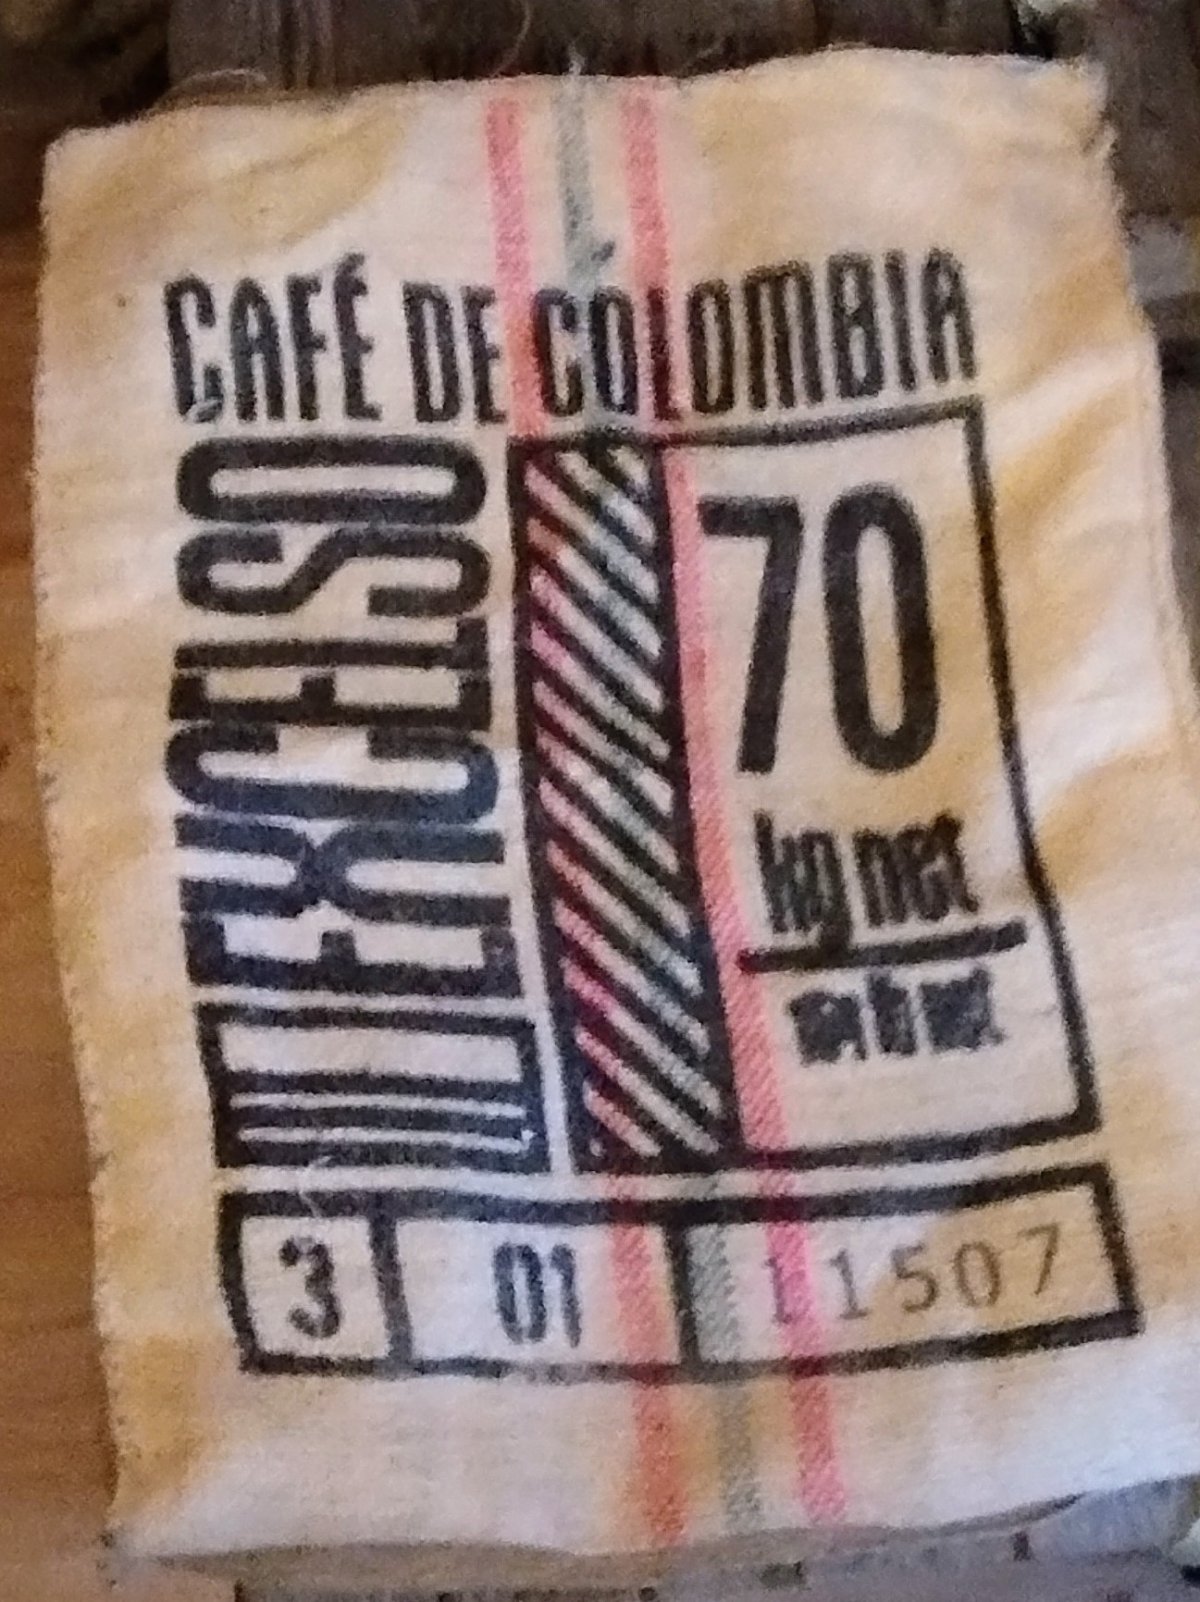 CAFÉ DE COLOMBIA
EXCELSO
70
kg net
3 01 11507